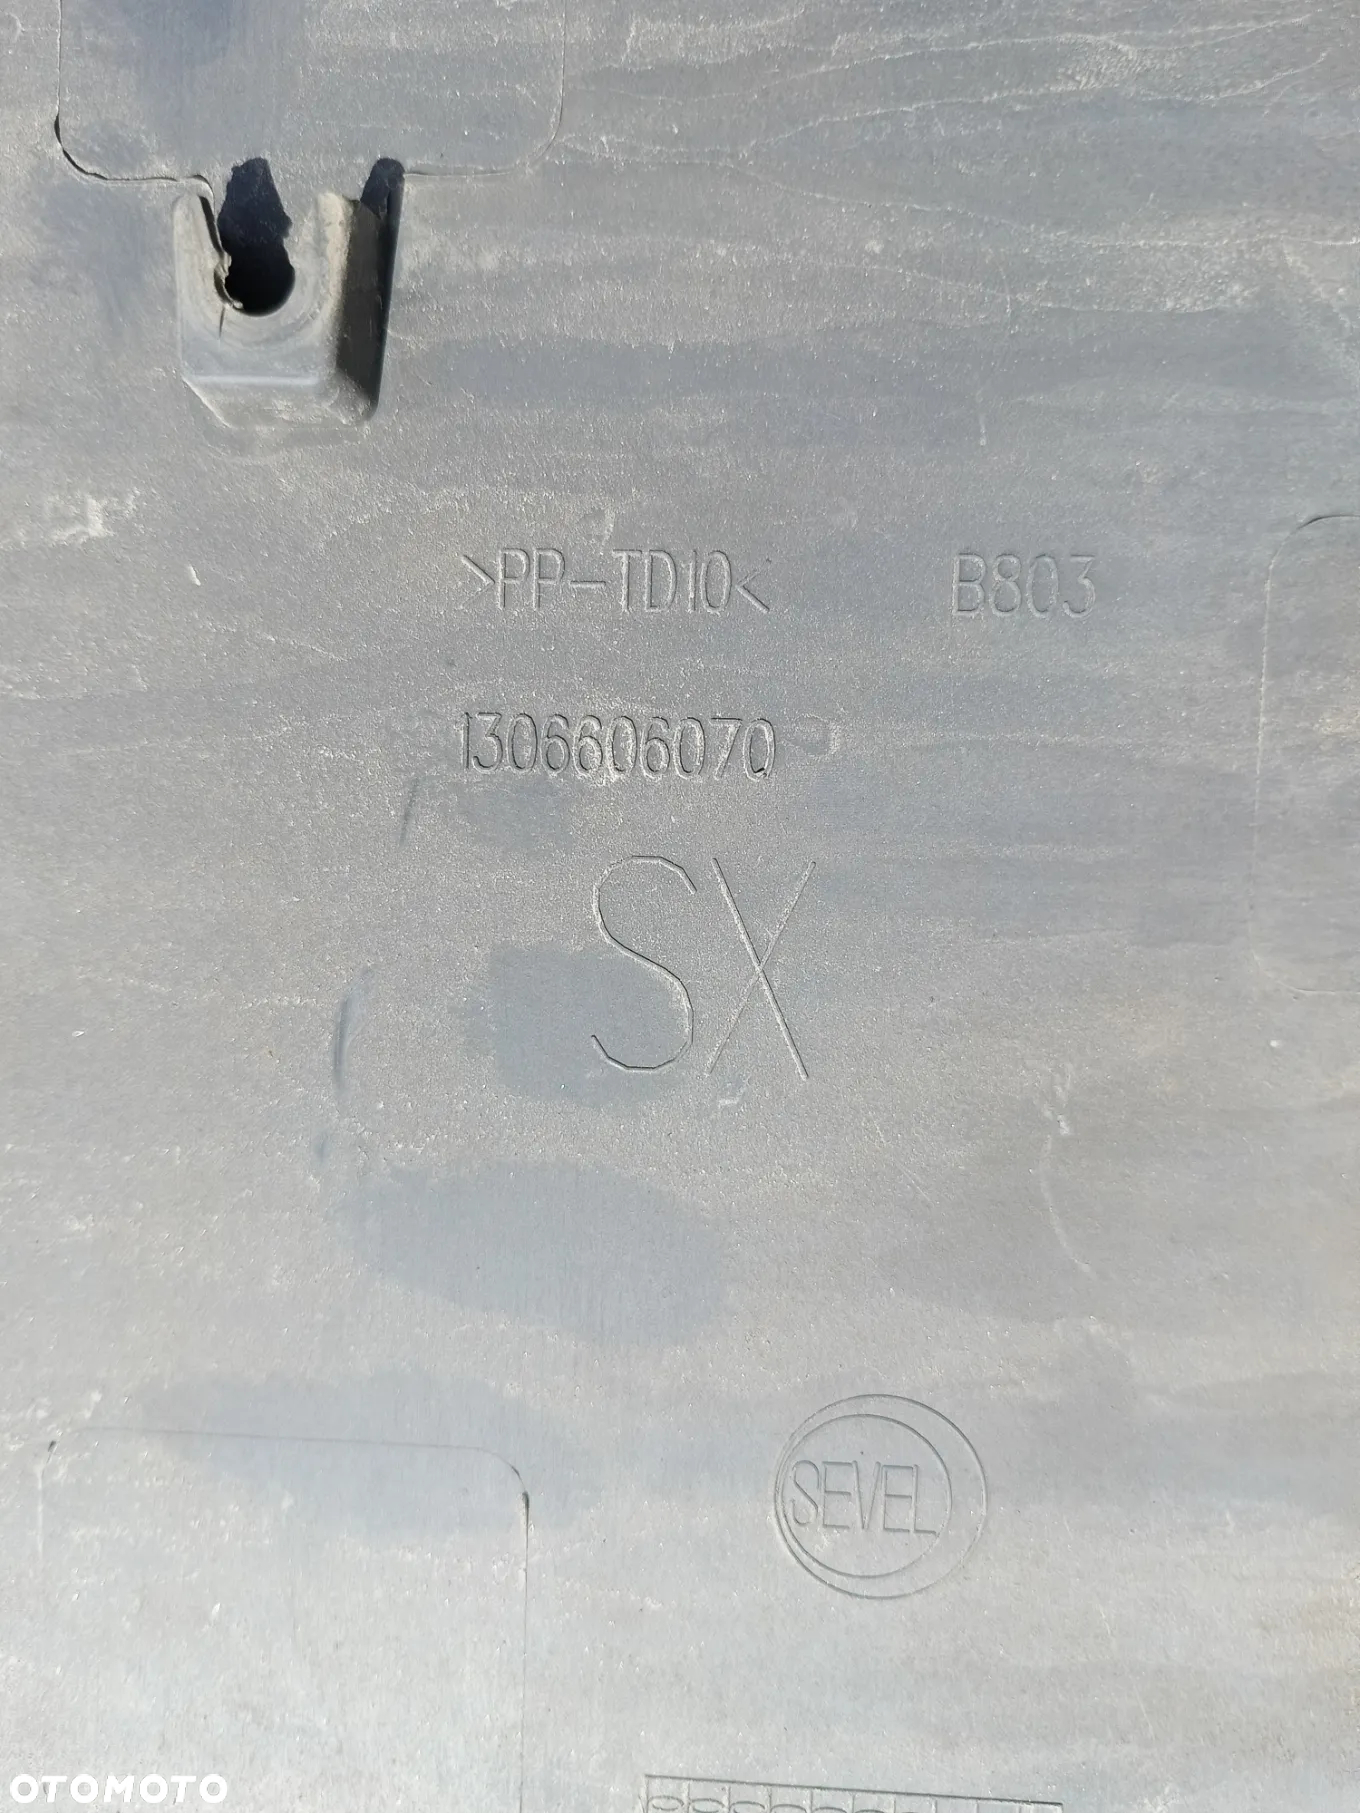 >PP-TD10< B803
1306606070
SX
SEVEL
OTOMOTO